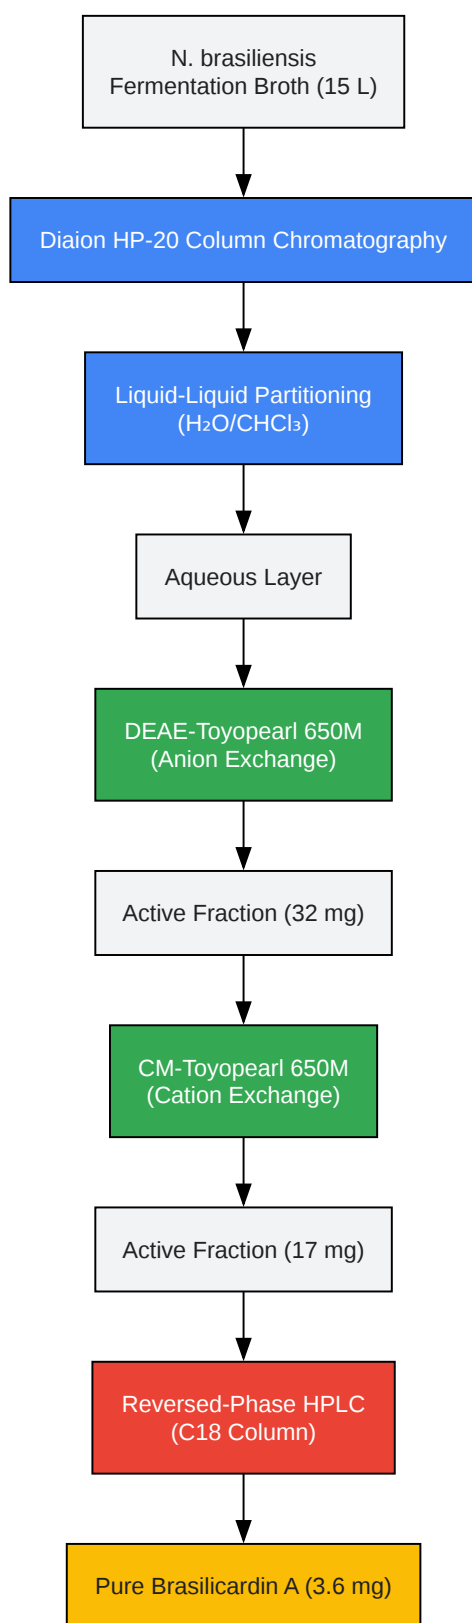 N. brasiliensis
Fermentation Broth (15 L)
Diaion HP-20 Column Chromatography
Liquid-Liquid Partitioning
(H₂O/CHCl₃)
Aqueous Layer
DEAE-Toyopearl 650M
(Anion Exchange)
Active Fraction (32 mg)
CM-Toyopearl 650M
(Cation Exchange)
Active Fraction (17 mg)
Reversed-Phase HPLC
(C18 Column)
Pure Brasilicardin A (3.6 mg)